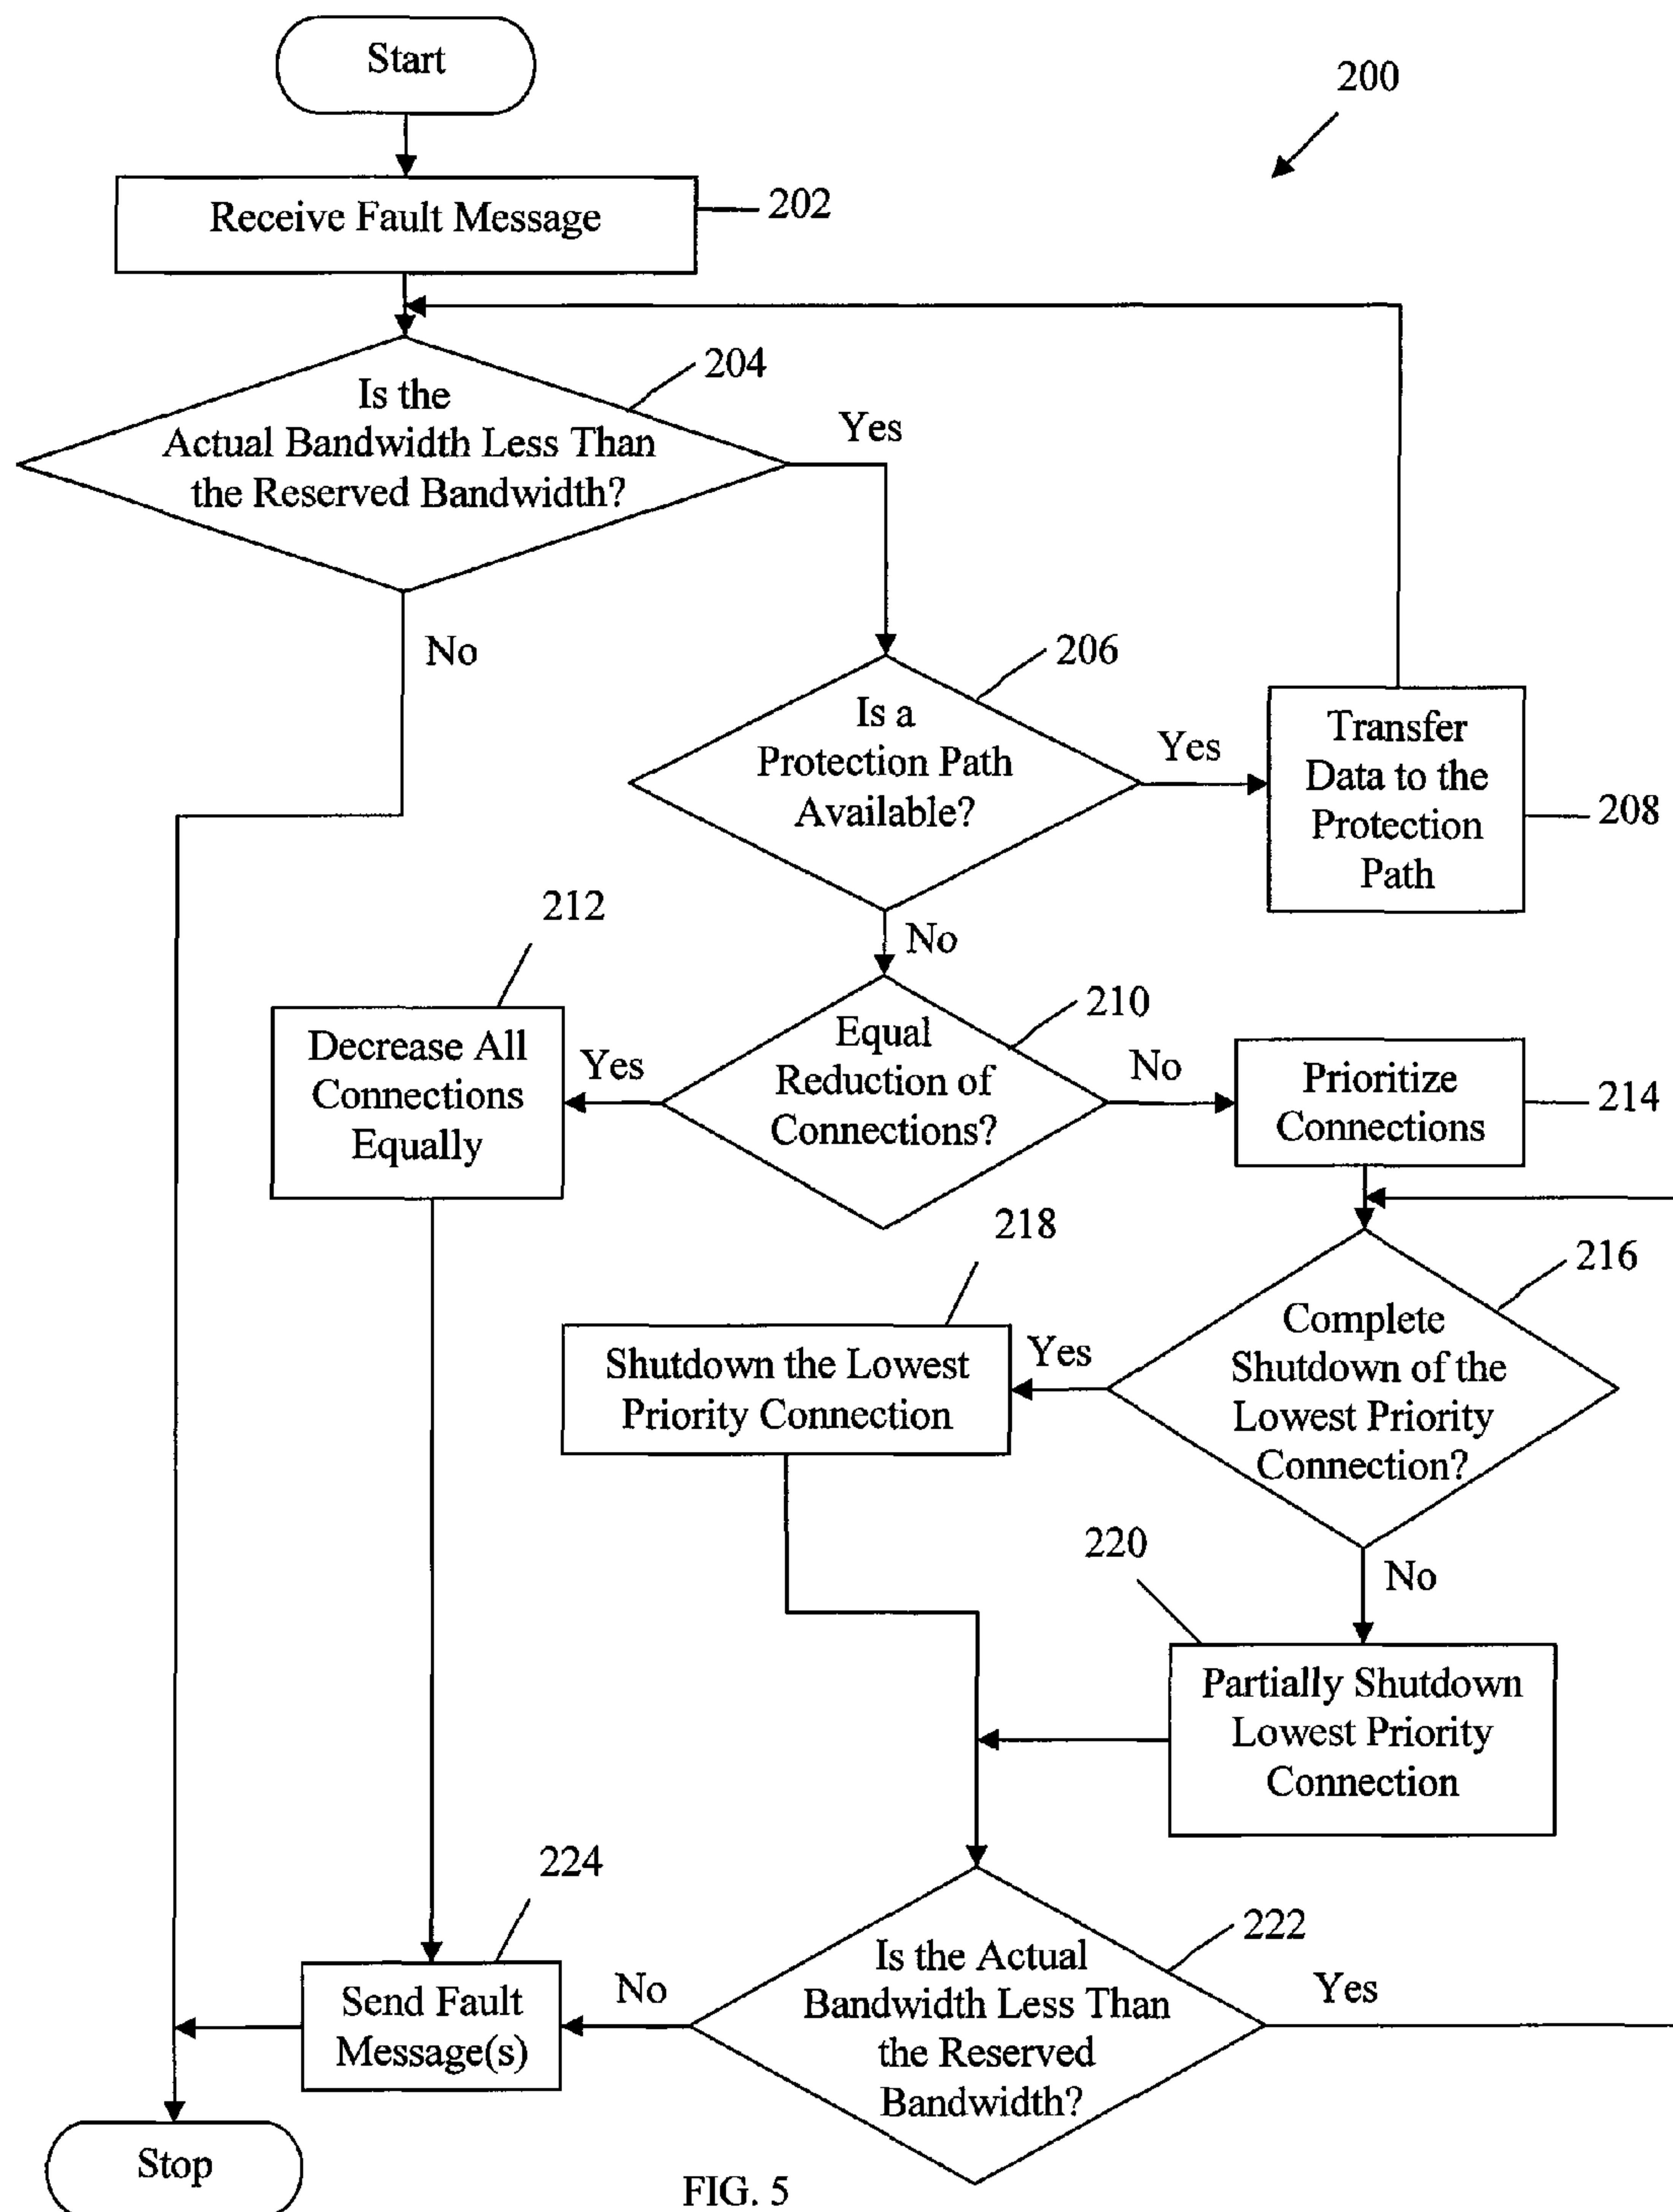 Start
200
Receive Fault Message
202
Is the
Actual Bandwidth Less Than
the Reserved Bandwidth?
204
Yes
No
206
Is a
Protection Path
Available?
Yes
Transfer
Data to the
Protection
Path
208
No
212
Decrease All
Connections
Equally
Yes
Equal
Reduction of
Connections?
210
No
Prioritize
Connections
214
218
Shutdown the Lowest
Priority Connection
Yes
Complete
Shutdown of the
Lowest Priority
Connection?
216
No
220
Partially Shutdown
Lowest Priority
Connection
224
Send Fault
Message(s)
No
Is the Actual
Bandwidth Less Than
the Reserved
Bandwidth?
222
Yes
Stop
FIG. 5